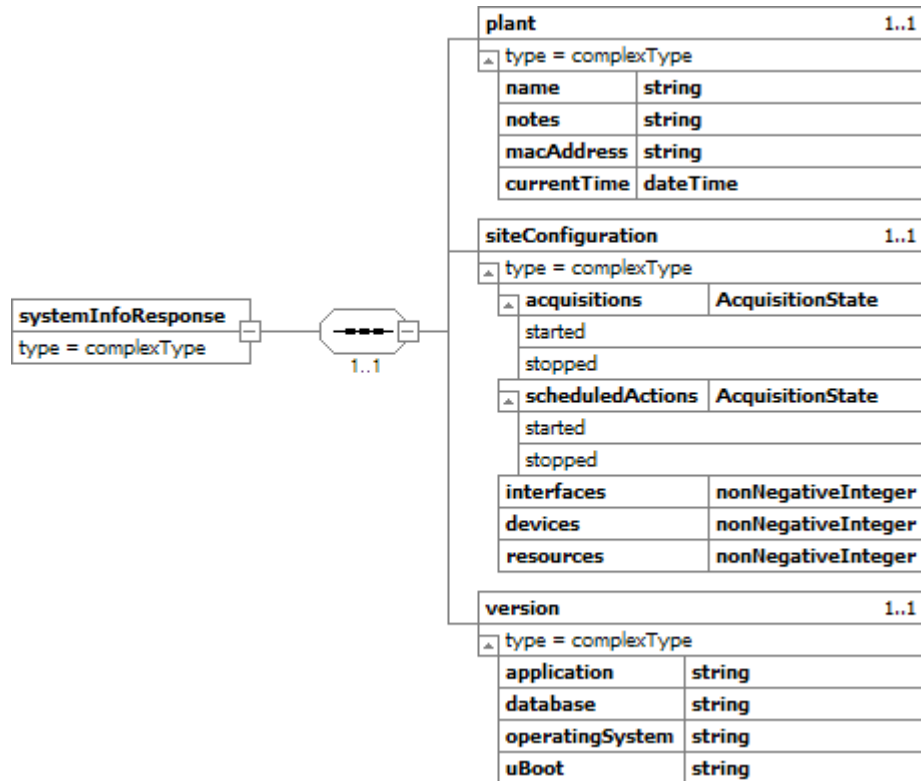 systemInfoResponse
type = complexType
1..1
plant 1..1
type = complexType
name string
notes string
macAddress string
currentTime dateTime
siteConfiguration 1..1
type = complexType
acquisitions AcquisitionState
started
stopped
scheduledActions AcquisitionState
started
stopped
interfaces nonNegativeInteger
devices nonNegativeInteger
resources nonNegativeInteger
version 1..1
type = complexType
application string
database string
operatingSystem string
uBoot string